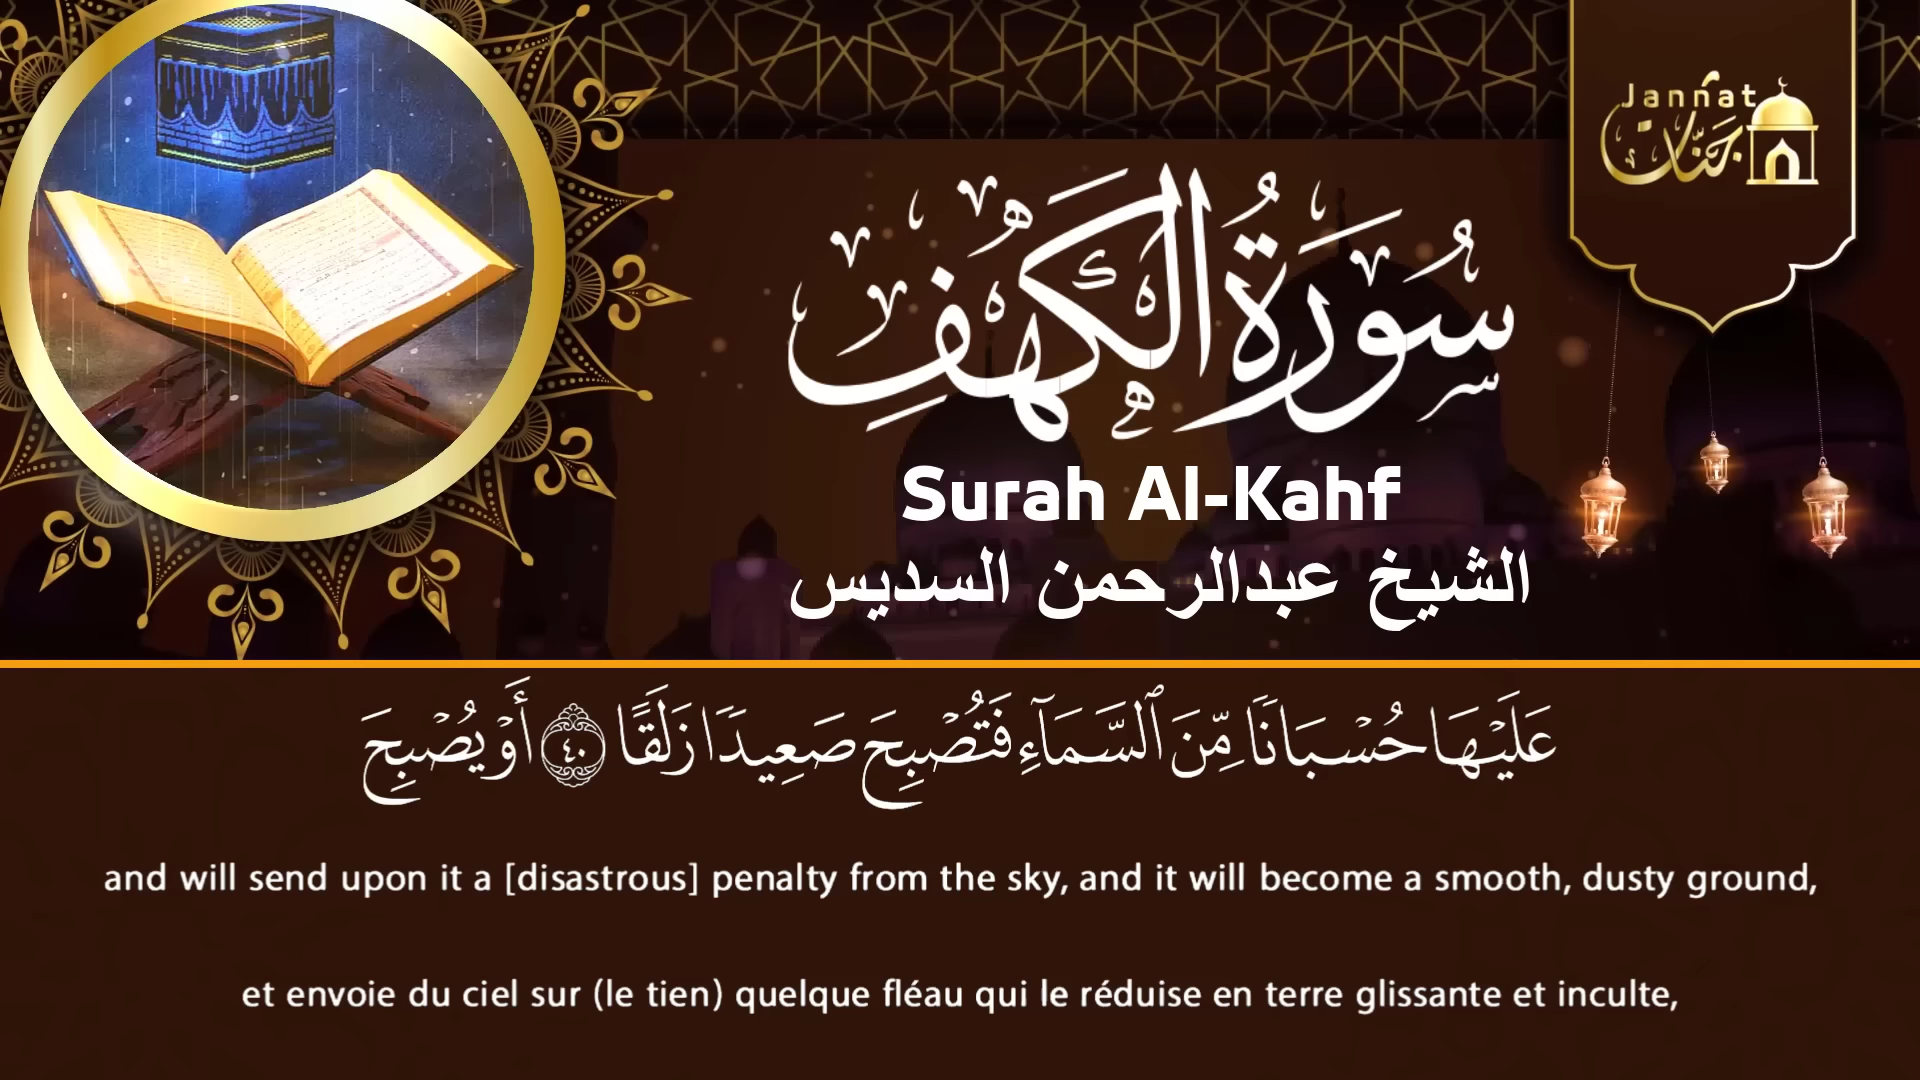 Jannat
جنات
سُورَةُ الْكَهْفِ
Surah Al-Kahf
الشيخ عبدالرحمن السديس
عَلَيْهَا حُسْبَانًا مِّنَ ٱلسَّمَآءِ فَتُصْبِحَ صَعِيدًا زَلَقًا ٤٠ أَوْ يُصْبِحَ
and will send upon it a [disastrous] penalty from the sky, and it will become a smooth, dusty ground,
et envoie du ciel sur (le tien) quelque fléau qui le réduise en terre glissante et inculte,